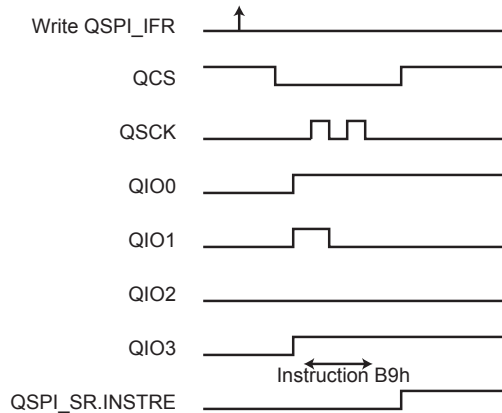 Write QSPI_IFR
QCS
QSCK
QIO0
QIO1
QIO2
QIO3
Instruction B9h
QSPI_SR.INSTRE